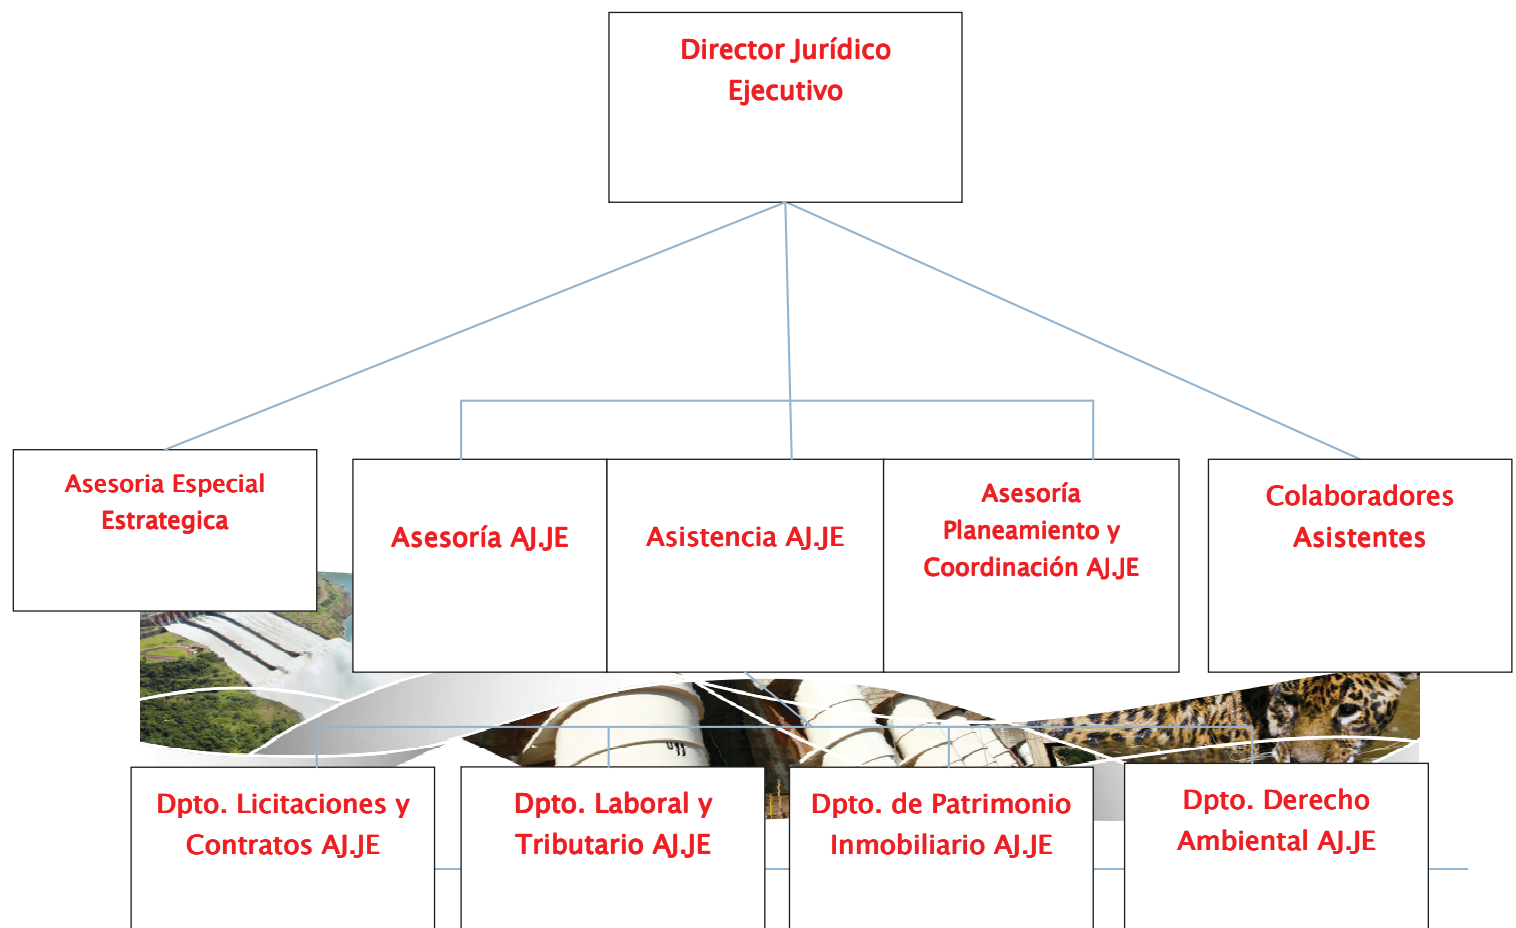 Director Jurídico
Ejecutivo
Asesoria Especial
Estrategica
Asesoría AJ.JE
Asistencia AJ.JE
Asesoría
Planeamiento y
Coordinación AJ.JE
Colaboradores
Asistentes
Dpto. Licitaciones y
Contratos AJ.JE
Dpto. Laboral y
Tributario AJ.JE
Dpto. de Patrimonio
Inmobiliario AJ.JE
Dpto. Derecho
Ambiental AJ.JE